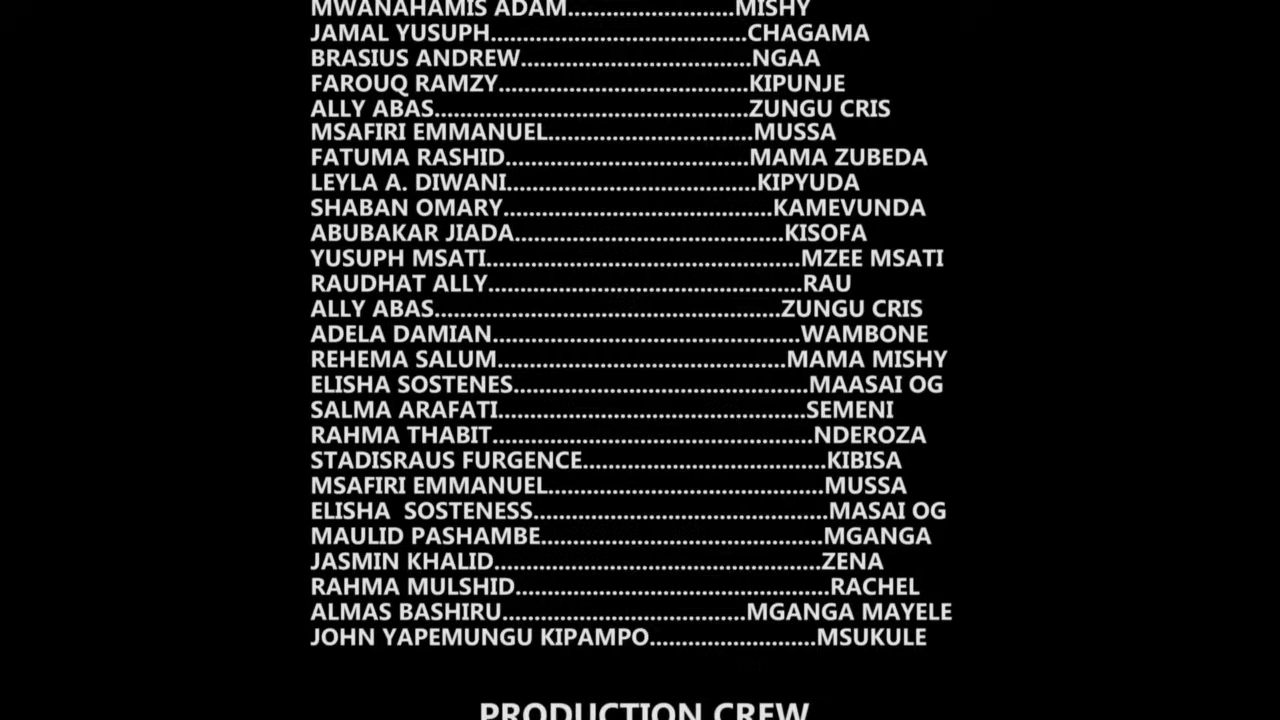 MWANAHAMIS ADAM..........................MISHY
JAMAL YUSUPH........................................CHAGAMA
BRASIUS ANDREW....................................NGAA
FAROUQ RAMZY.......................................KIPUNJE
ALLY ABAS.................................................ZUNGU CRIS
MSAFIRI EMMANUEL................................MUSSA
FATUMA RASHID......................................MAMA ZUBEDA
LEYLA A. DIWANI.......................................KIPYUDA
SHABAN OMARY..........................................KAMEVUNDA
ABUBAKAR JIADA..........................................KISOFA
YUSUPH MSATI.................................................MZEE MSATI
RAUDHAT ALLY.................................................RAU
ALLY ABAS......................................................ZUNGU CRIS
ADELA DAMIAN................................................WAMBONE
REHEMA SALUM.............................................MAMA MISHY
ELISHA SOSTENES..............................................MAASAI OG
SALMA ARAFATI................................................SEMENI
RAHMA THABIT..................................................NDEROZA
STADISRAUS FURGENCE......................................KIBISA
MSAFIRI EMMANUEL...........................................MUSSA
ELISHA  SOSTENESS..............................................MASAI OG
MAULID PASHAMBE............................................MGANGA
JASMIN KHALID...................................................ZENA
RAHMA MULSHID.................................................RACHEL
ALMAS BASHIRU......................................MGANGA MAYELE
JOHN YAPEMUNGU KIPAMPO..........................MSUKULE
PRODUCTION CREW